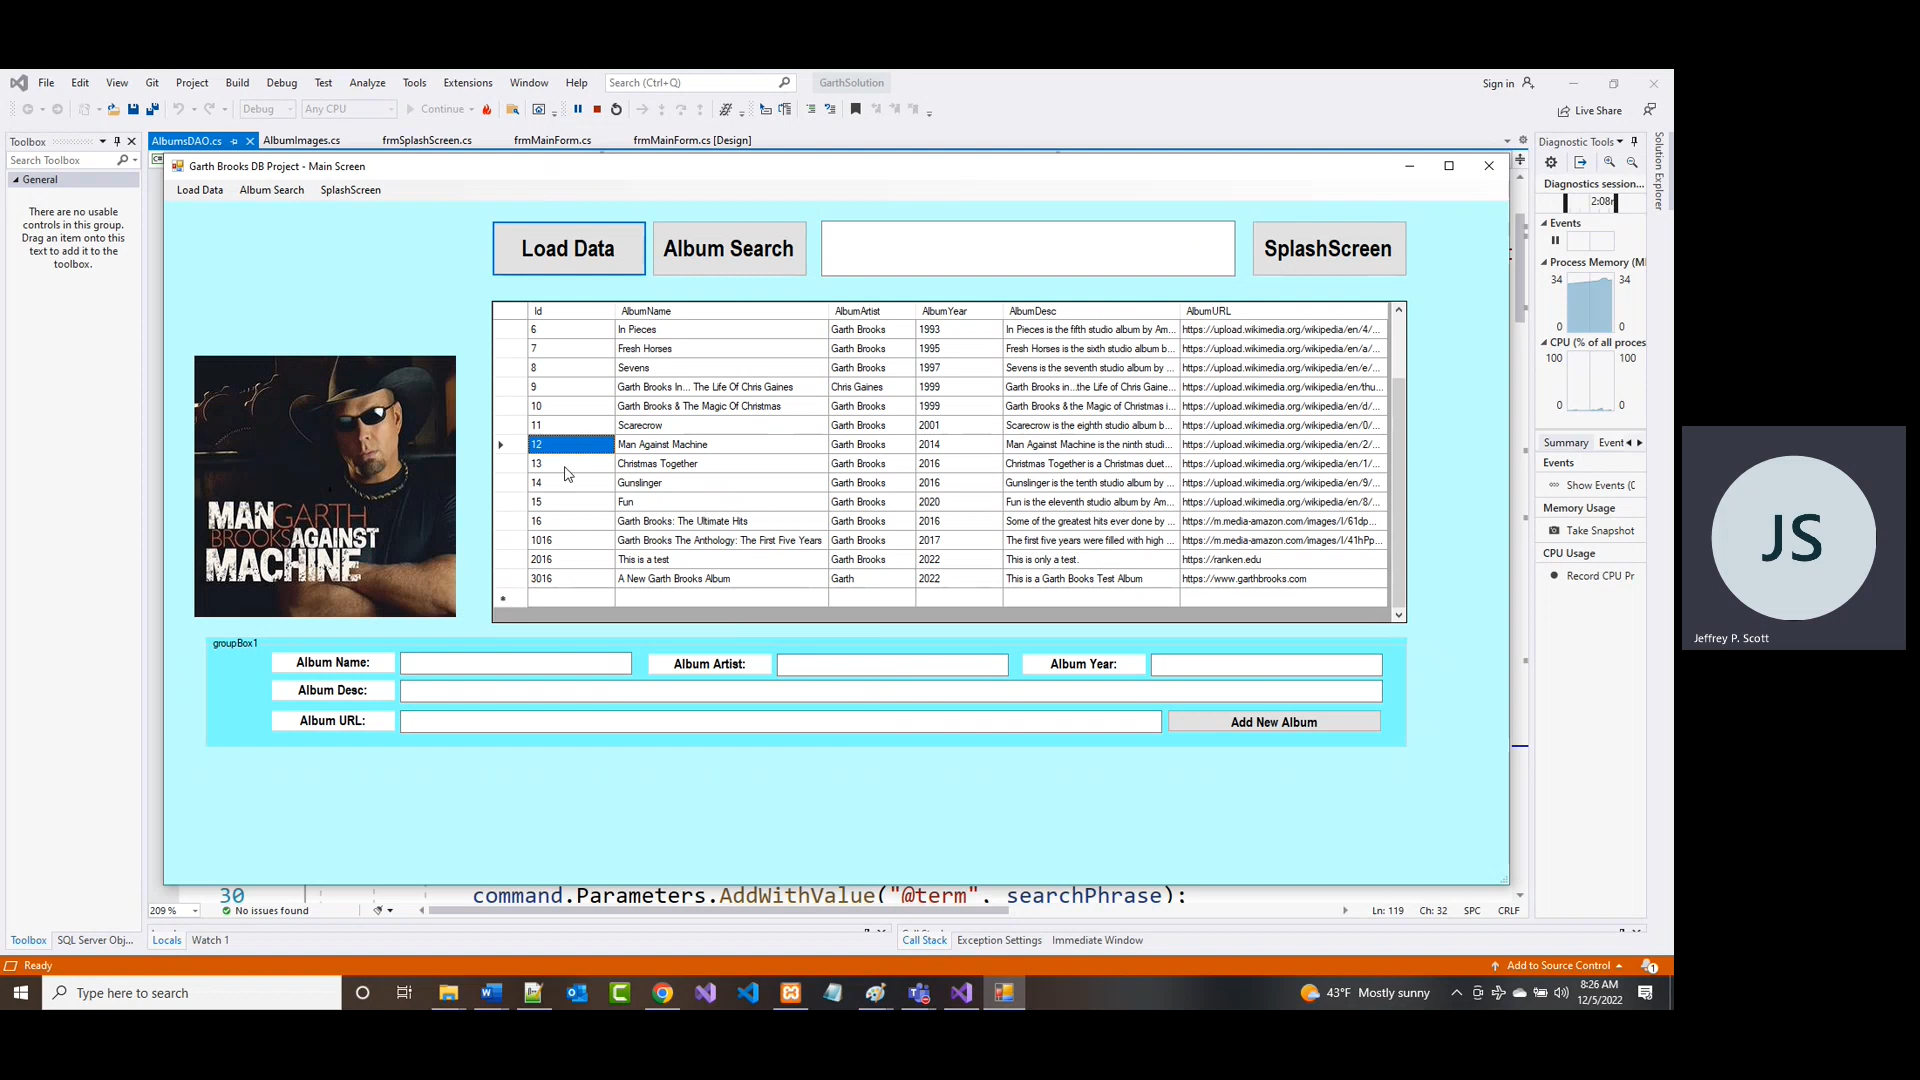 File Edit View Git Project Build Debug Test Analyze Tools Extensions Window Help Search (Ctrl+Q) GarthSolution Sign in
Debug Any CPU Continue Live Share
Toolbox AlbumsDAO.cs AlbumImages.cs frmSplashScreen.cs frmMainForm.cs frmMainForm.cs [Design] Diagnostic Tools
Search Toolbox
General
There are no usable
controls in this group.
Drag an item onto this
text to add it to the
toolbox.
Garth Brooks DB Project - Main Screen
Load Data Album Search SplashScreen
Load Data Album Search SplashScreen
Id AlbumName AlbumArtist AlbumYear AlbumDesc AlbumURL
6 In Pieces Garth Brooks 1993 In Pieces is the fifth studio album by Am... https://upload.wikimedia.org/wikipedia/en/4/...
7 Fresh Horses Garth Brooks 1995 Fresh Horses is the sixth studio album b... https://upload.wikimedia.org/wikipedia/en/a/...
8 Sevens Garth Brooks 1997 Sevens is the seventh studio album by ... https://upload.wikimedia.org/wikipedia/en/e/...
9 Garth Brooks In... The Life Of Chris Gaines Chris Gaines 1999 Garth Brooks in...the Life of Chris Gaine... https://upload.wikimedia.org/wikipedia/en/thu...
10 Garth Brooks & The Magic Of Christmas Garth Brooks 1999 Garth Brooks & the Magic of Christmas i... https://upload.wikimedia.org/wikipedia/en/d/...
11 Scarecrow Garth Brooks 2001 Scarecrow is the eighth studio album b... https://upload.wikimedia.org/wikipedia/en/0/...
12 Man Against Machine Garth Brooks 2014 Man Against Machine is the ninth studi... https://upload.wikimedia.org/wikipedia/en/2/...
13 Christmas Together Garth Brooks 2016 Christmas Together is a Christmas duet... https://upload.wikimedia.org/wikipedia/en/1/...
14 Gunslinger Garth Brooks 2016 Gunslinger is the tenth studio album by ... https://upload.wikimedia.org/wikipedia/en/9/...
15 Fun Garth Brooks 2020 Fun is the eleventh studio album by Am... https://upload.wikimedia.org/wikipedia/en/8/...
16 Garth Brooks: The Ultimate Hits Garth Brooks 2016 Some of the greatest hits ever done by ... https://m.media-amazon.com/images/I/61dp...
1016 Garth Brooks The Anthology: The First Five Years Garth Brooks 2017 The first five years were filled with high ... https://m.media-amazon.com/images/I/41hPp...
2016 This is a test Garth Brooks 2022 This is only a test. https://ranken.edu
3016 A New Garth Brooks Album Garth 2022 This is a Garth Books Test Album https://www.garthbrooks.com
MAN GARTH
BROOKS AGAINST
MACHINE
groupBox1
Album Name: Album Artist: Album Year:
Album Desc:
Album URL: Add New Album
30 command.Parameters.AddWithValue("@term", searchPhrase);
209 % No issues found Ln: 119 Ch: 32 SPC CRLF
Toolbox SQL Server Obj... Locals Watch 1 Call Stack Exception Settings Immediate Window
Ready Add to Source Control 1
Diagnostics session...
2:08
Events
Process Memory (M
34 34
0 0
CPU (% of all proces
100 100
0 0
Summary Event
Events
Show Events (
Memory Usage
Take Snapshot
CPU Usage
Record CPU Pr
Solution Explorer
JS
Jeffrey P. Scott
Type here to search 43°F Mostly sunny 8:26 AM
12/5/2022